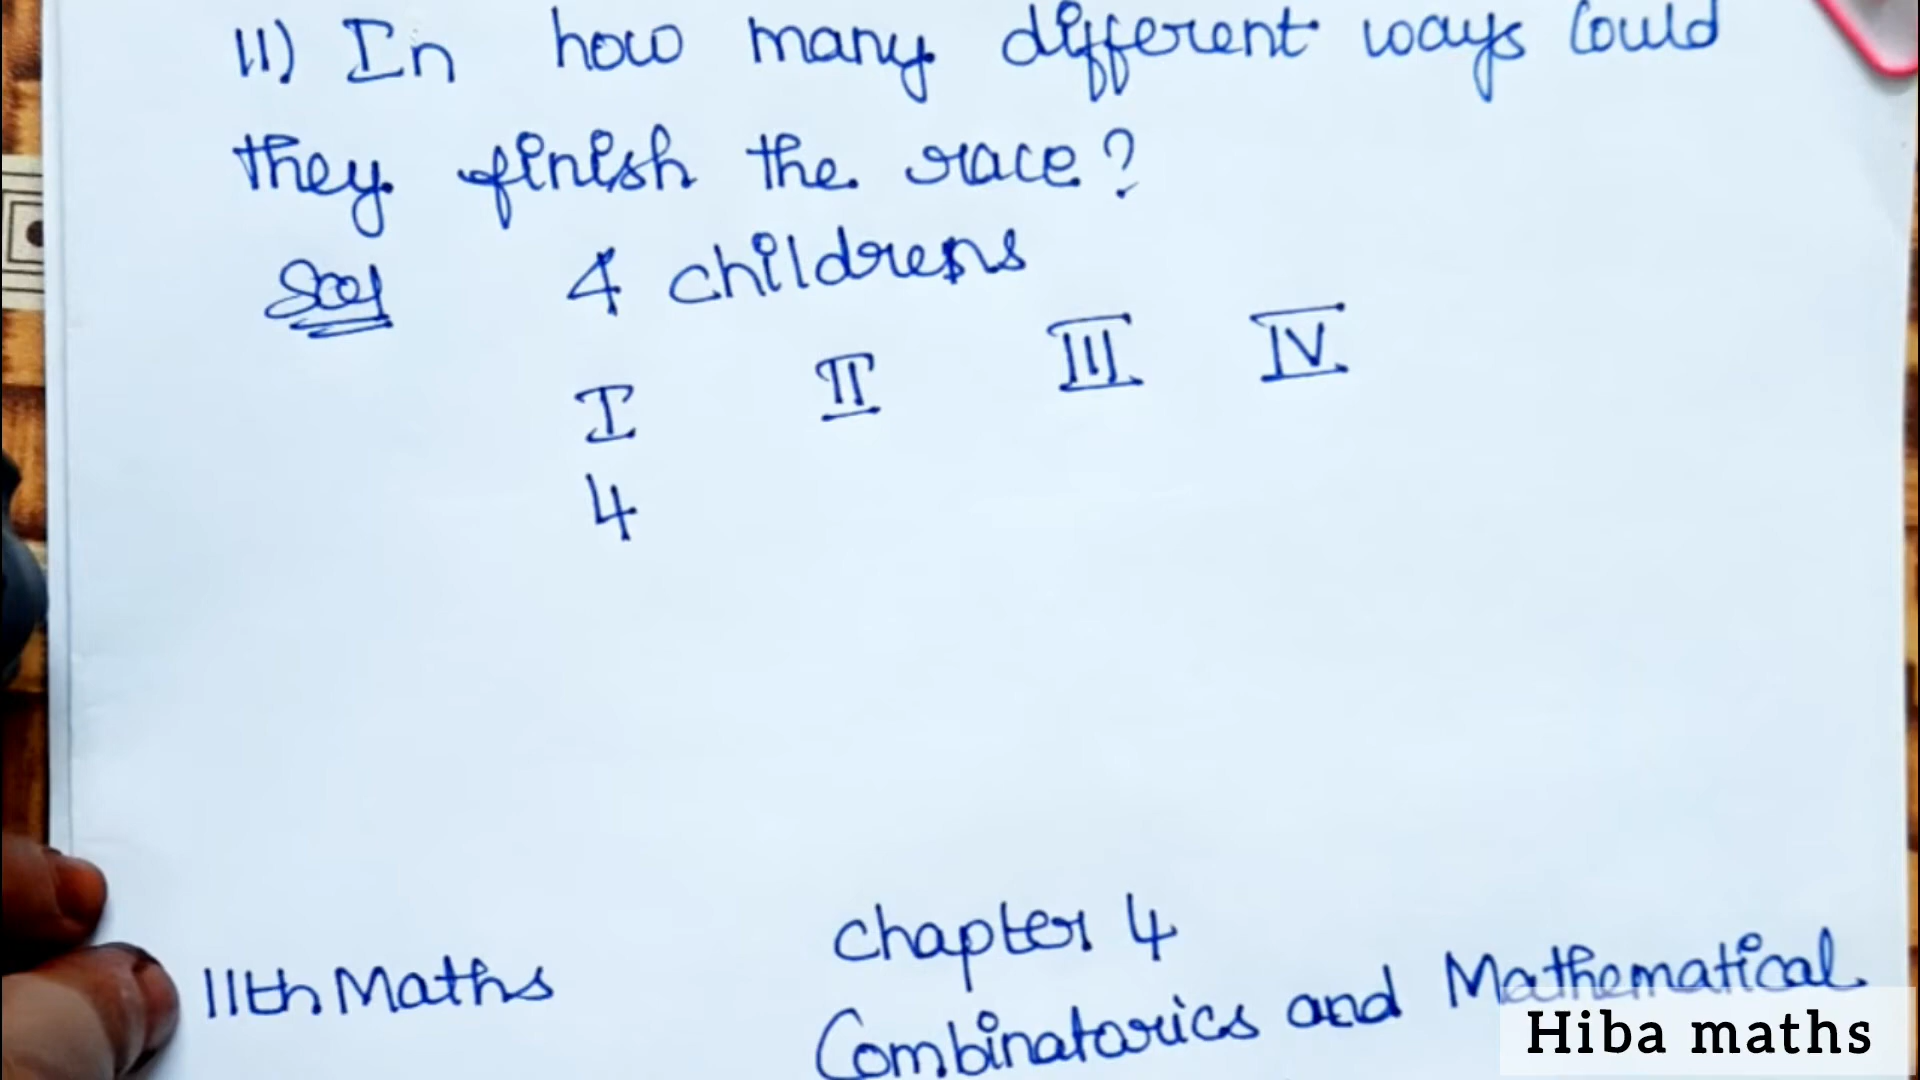 11) In how many different ways could
they finish the race?
Sol
4 childrens
I II III IV
4
11th Maths
Chapter 4
Combinatorics and Mathematical
Hiba maths